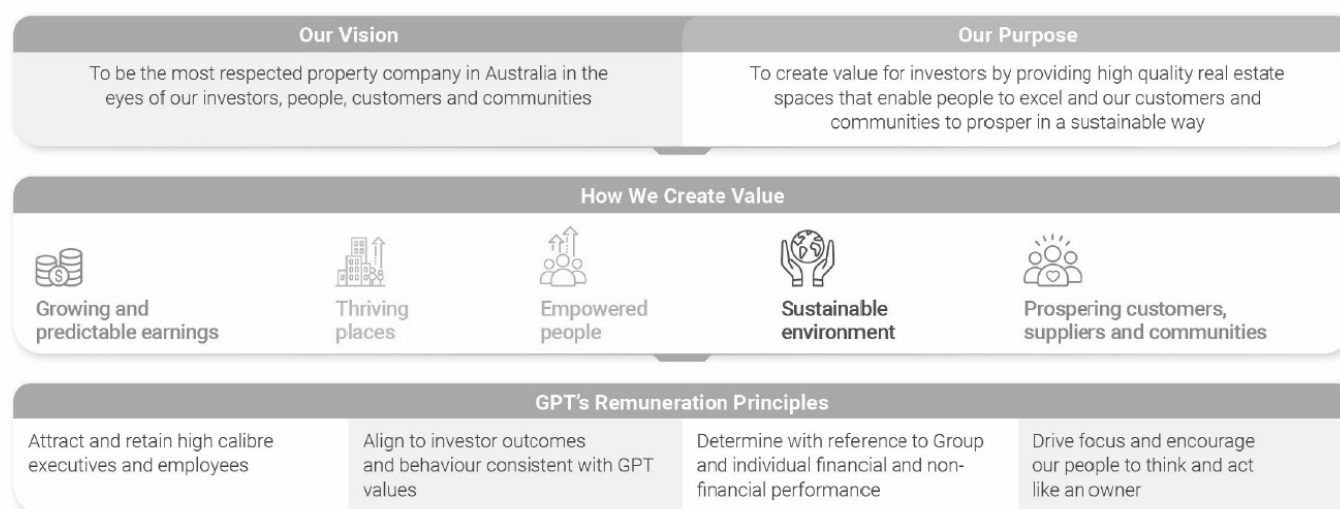 Our Vision
To be the most respected property company in Australia in the
eyes of our investors, people, customers and communities
Our Purpose
To create value for investors by providing high quality real estate
spaces that enable people to excel and our customers and
communities to prosper in a sustainable way
How We Create Value
$
Growing and
predictable earnings
Thriving
places
Empowered
people
Sustainable
environment
Prospering customers,
suppliers and communities
GPT's Remuneration Principles
Attract and retain high calibre
executives and employees
Align to investor outcomes
and behaviour consistent with GPT
values
Determine with reference to Group
and individual financial and non-
financial performance
Drive focus and encourage
our people to think and act
like an owner